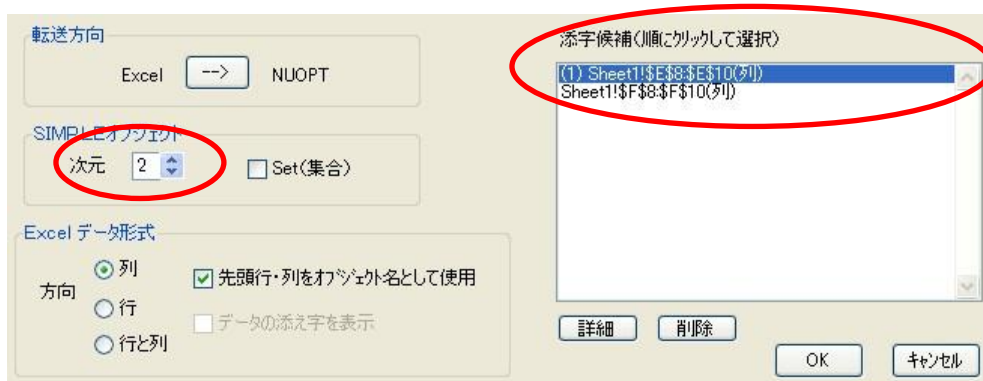 転送方向
Excel --> NUOPT
SIMPLEオブジェクト
次元 2 Set(集合)
Excel データ形式
方向
列
行
行と列
先頭行・列をオブジェクト名として使用
データの添え字を表示
添字候補(順にクリックして選択)
(1) Sheet1!$E$8:$E$10(列)
Sheet1!$F$8:$F$10(列)
詳細 削除
OK キャンセル